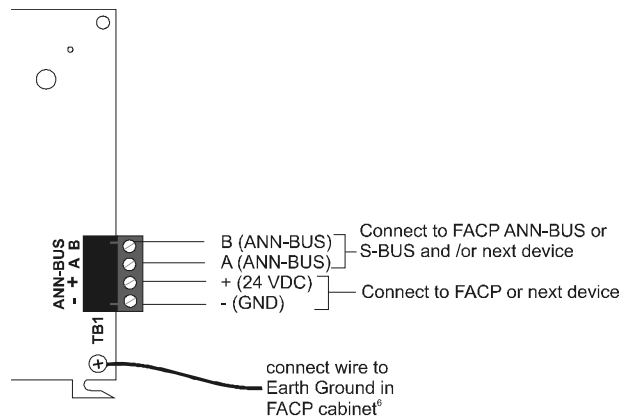 ANN-BUS
- + A B
TB1
B (ANN-BUS)
A (ANN-BUS)
+ (24 VDC)
- (GND)
Connect to FACP ANN-BUS or
S-BUS and /or next device
Connect to FACP or next device
connect wire to
Earth Ground in
FACP cabinet⁶